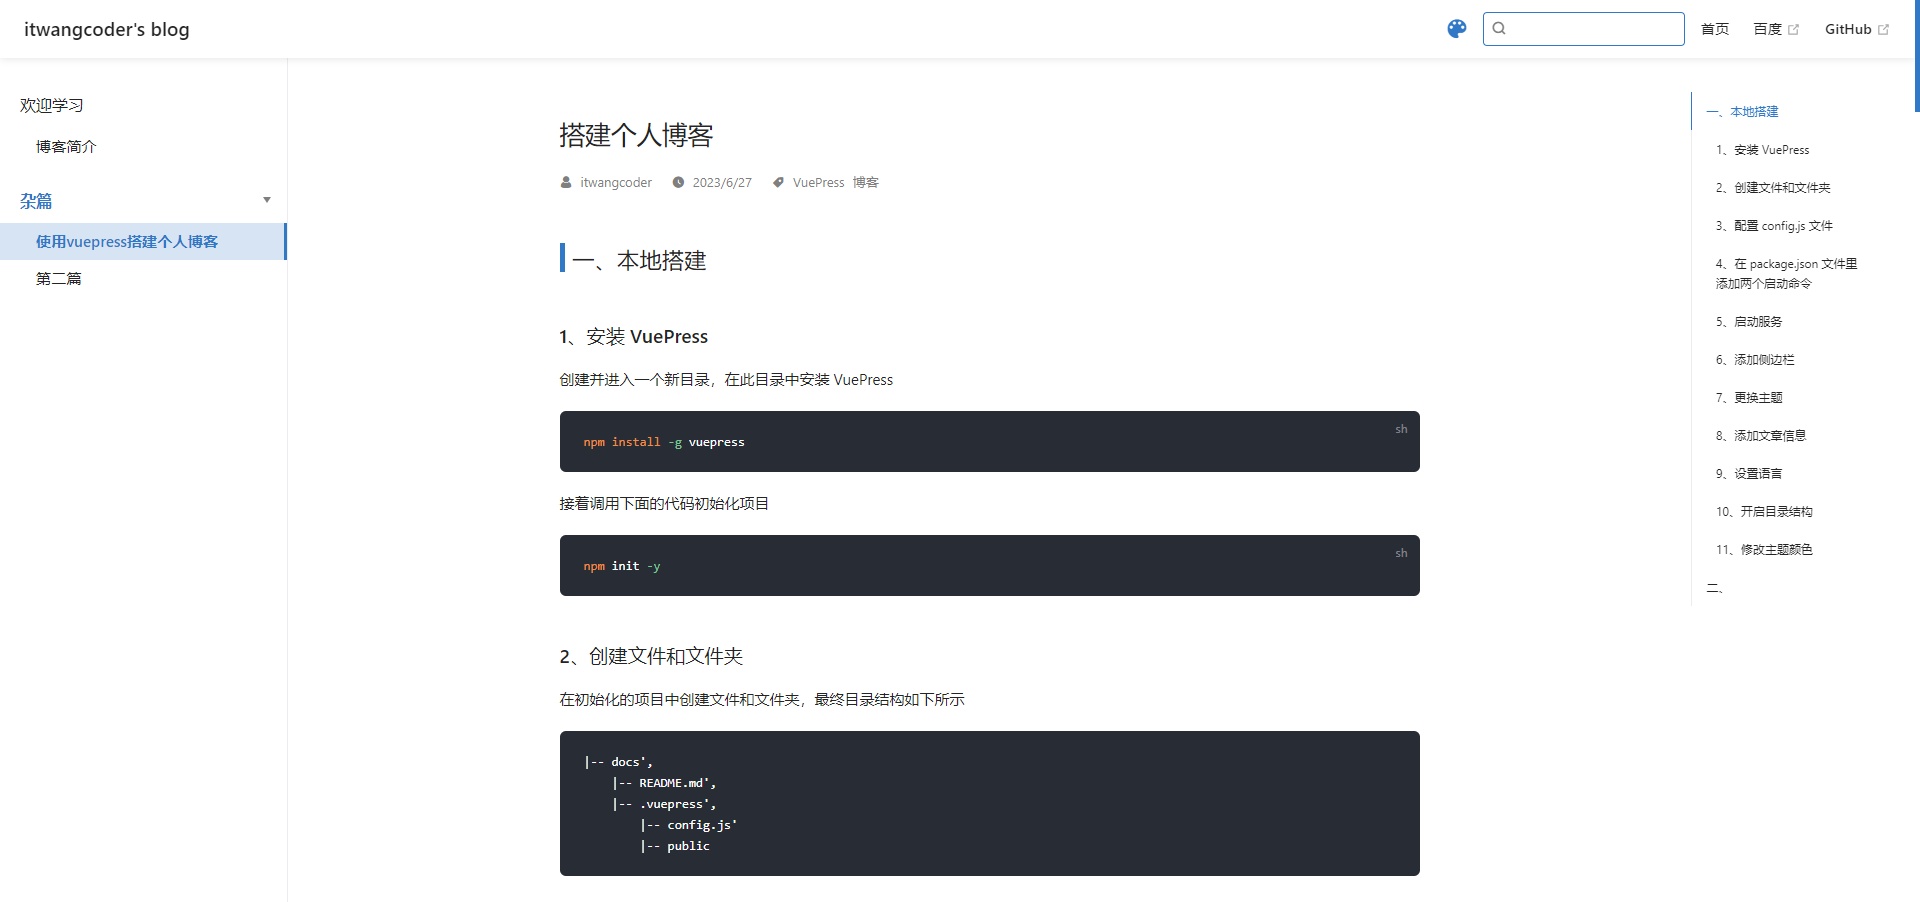 itwangcoder's blog
首页 百度 GitHub
欢迎学习
博客简介
杂篇
使用vuepress搭建个人博客
第二篇
搭建个人博客
itwangcoder 2023/6/27 VuePress 博客
一、本地搭建
1、安装 VuePress
创建并进入一个新目录，在此目录中安装 VuePress
sh
npm install -g vuepress
接着调用下面的代码初始化项目
sh
npm init -y
2、创建文件和文件夹
在初始化的项目中创建文件和文件夹，最终目录结构如下所示
|-- docs',
    |-- README.md',
    |-- .vuepress',
        |-- config.js'
        |-- public
一、本地搭建
1、安装 VuePress
2、创建文件和文件夹
3、配置 config.js 文件
4、在 package.json 文件里
添加两个启动命令
5、启动服务
6、添加侧边栏
7、更换主题
8、添加文章信息
9、设置语言
10、开启目录结构
11、修改主题颜色
二、